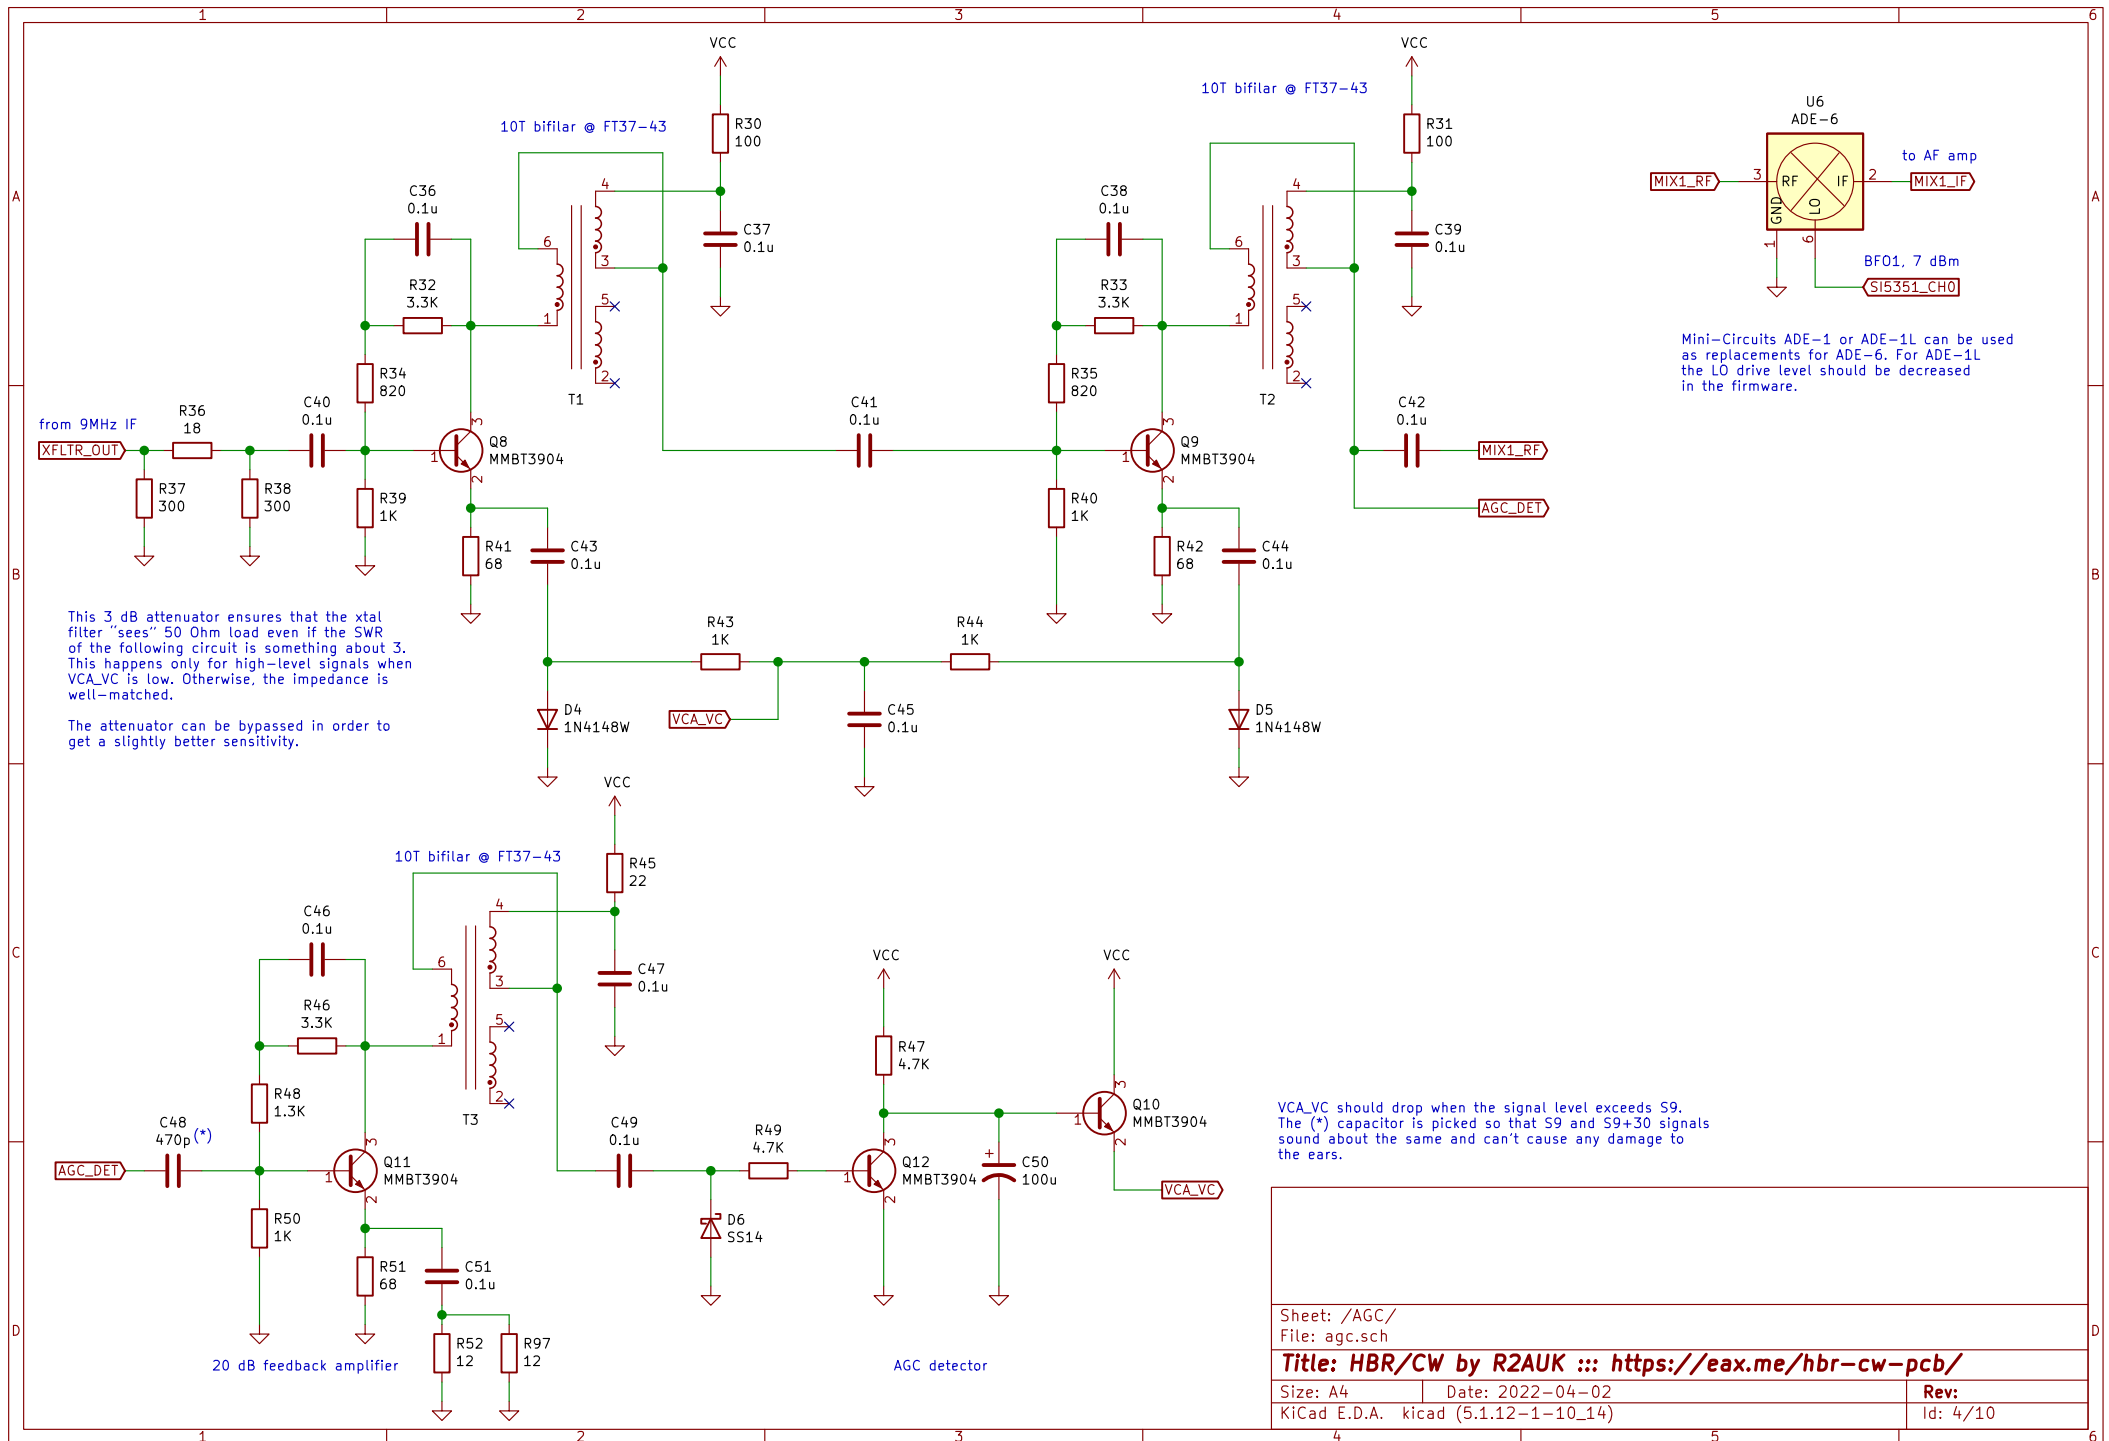 1 2 3 4 5 6
A
B
C
D
VCC
10T bifilar @ FT37-43
R30
100
C36
0.1u
C37
0.1u
R32
3.3K
4
6
3
5
1
2
T1
R34
820
from 9MHz IF
XFLTR_OUT
R36
18
C40
0.1u
R37
300
R38
300
R39
1K
1
3
2
Q8
MMBT3904
R41
68
C43
0.1u
This 3 dB attenuator ensures that the xtal
filter "sees" 50 Ohm load even if the SWR
of the following circuit is something about 3.
This happens only for high-level signals when
VCA_VC is low. Otherwise, the impedance is
well-matched.
The attenuator can be bypassed in order to
get a slightly better sensitivity.
D4
1N4148W
R43
1K
R44
1K
VCA_VC
C45
0.1u
D5
1N4148W
VCC
10T bifilar @ FT37-43
R31
100
C38
0.1u
C39
0.1u
R33
3.3K
4
6
3
5
1
2
T2
R35
820
C41
0.1u
1
3
2
Q9
MMBT3904
R40
1K
R42
68
C44
0.1u
C42
0.1u
MIX1_RF
AGC_DET
U6
ADE-6
MIX1_RF
3
RF
IF
2
GND
LO
1
6
to AF amp
MIX1_IF
BFO1, 7 dBm
SI5351_CH0
Mini-Circuits ADE-1 or ADE-1L can be used
as replacements for ADE-6. For ADE-1L
the LO drive level should be decreased
in the firmware.
VCC
10T bifilar @ FT37-43
R45
22
C46
0.1u
C47
0.1u
R46
3.3K
4
6
3
5
1
2
T3
R48
1.3K
C48
470p
(*)
AGC_DET
1
3
2
Q11
MMBT3904
R50
1K
R51
68
C51
0.1u
R52
12
R97
12
20 dB feedback amplifier
C49
0.1u
R49
4.7K
D6
SS14
VCC
R47
4.7K
1
3
2
Q12
MMBT3904
+
C50
100u
VCC
1
3
2
Q10
MMBT3904
VCA_VC
AGC detector
VCA_VC should drop when the signal level exceeds S9.
The (*) capacitor is picked so that S9 and S9+30 signals
sound about the same and can't cause any damage to
the ears.
Sheet: /AGC/
File: agc.sch
Title: HBR/CW by R2AUK ::: https://eax.me/hbr-cw-pcb/
Size: A4
Date: 2022-04-02
Rev:
KiCad E.D.A. kicad (5.1.12-1-10_14)
Id: 4/10
A
B
C
D
1 2 3 4 5 6